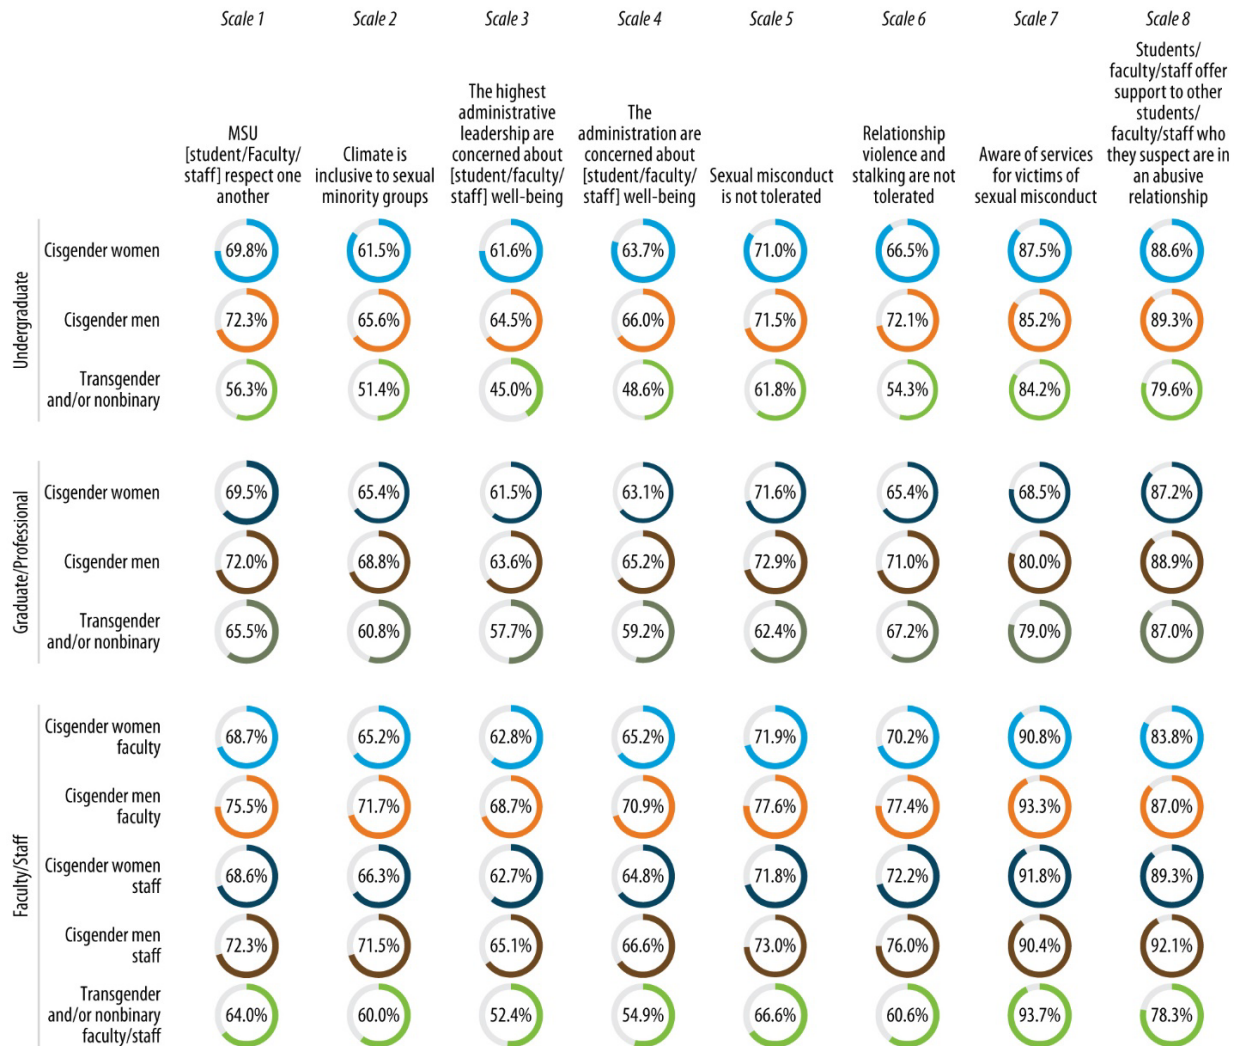 Scale 1 Scale 2 Scale 3 Scale 4 Scale 5 Scale 6 Scale 7 Scale 8
MSU
[student/Faculty/
staff] respect one
another
Climate is
inclusive to sexual
minority groups
The highest
administrative
leadership are
concerned about
[student/faculty/
staff] well-being
The
administration are
concerned about
[student/faculty/
staff] well-being
Sexual misconduct
is not tolerated
Relationship
violence and
stalking are not
tolerated
Aware of services
for victims of
sexual misconduct
Students/
faculty/staff offer
support to other
students/
faculty/staff who
they suspect are in
an abusive
relationship
Undergraduate
Cisgender women
69.8% 61.5% 61.6% 63.7% 71.0% 66.5% 87.5% 88.6%
Cisgender men
72.3% 65.6% 64.5% 66.0% 71.5% 72.1% 85.2% 89.3%
Transgender
and/or nonbinary
56.3% 51.4% 45.0% 48.6% 61.8% 54.3% 84.2% 79.6%
Graduate/Professional
Cisgender women
69.5% 65.4% 61.5% 63.1% 71.6% 65.4% 68.5% 87.2%
Cisgender men
72.0% 68.8% 63.6% 65.2% 72.9% 71.0% 80.0% 88.9%
Transgender
and/or nonbinary
65.5% 60.8% 57.7% 59.2% 62.4% 67.2% 79.0% 87.0%
Faculty/Staff
Cisgender women
faculty
68.7% 65.2% 62.8% 65.2% 71.9% 70.2% 90.8% 83.8%
Cisgender men
faculty
75.5% 71.7% 68.7% 70.9% 77.6% 77.4% 93.3% 87.0%
Cisgender women
staff
68.6% 66.3% 62.7% 64.8% 71.8% 72.2% 91.8% 89.3%
Cisgender men
staff
72.3% 71.5% 65.1% 66.6% 73.0% 76.0% 90.4% 92.1%
Transgender
and/or nonbinary
faculty/staff
64.0% 60.0% 52.4% 54.9% 66.6% 60.6% 93.7% 78.3%